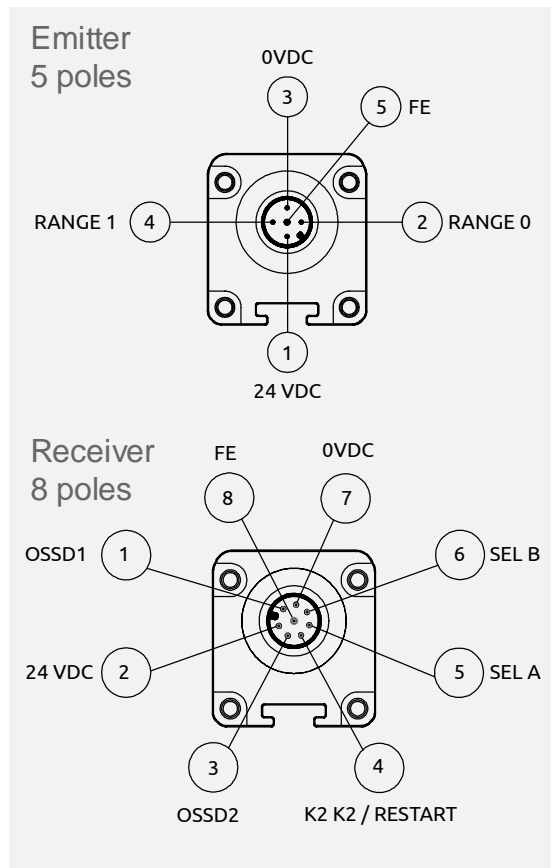 Emitter
5 poles
0VDC
3
5 FE
RANGE 1 4
2 RANGE 0
1
24 VDC
Receiver
8 poles
FE
0VDC
8
7
OSSD1 1
6 SEL B
24 VDC 2
5 SEL A
3
4
OSSD2
K2 K2 / RESTART